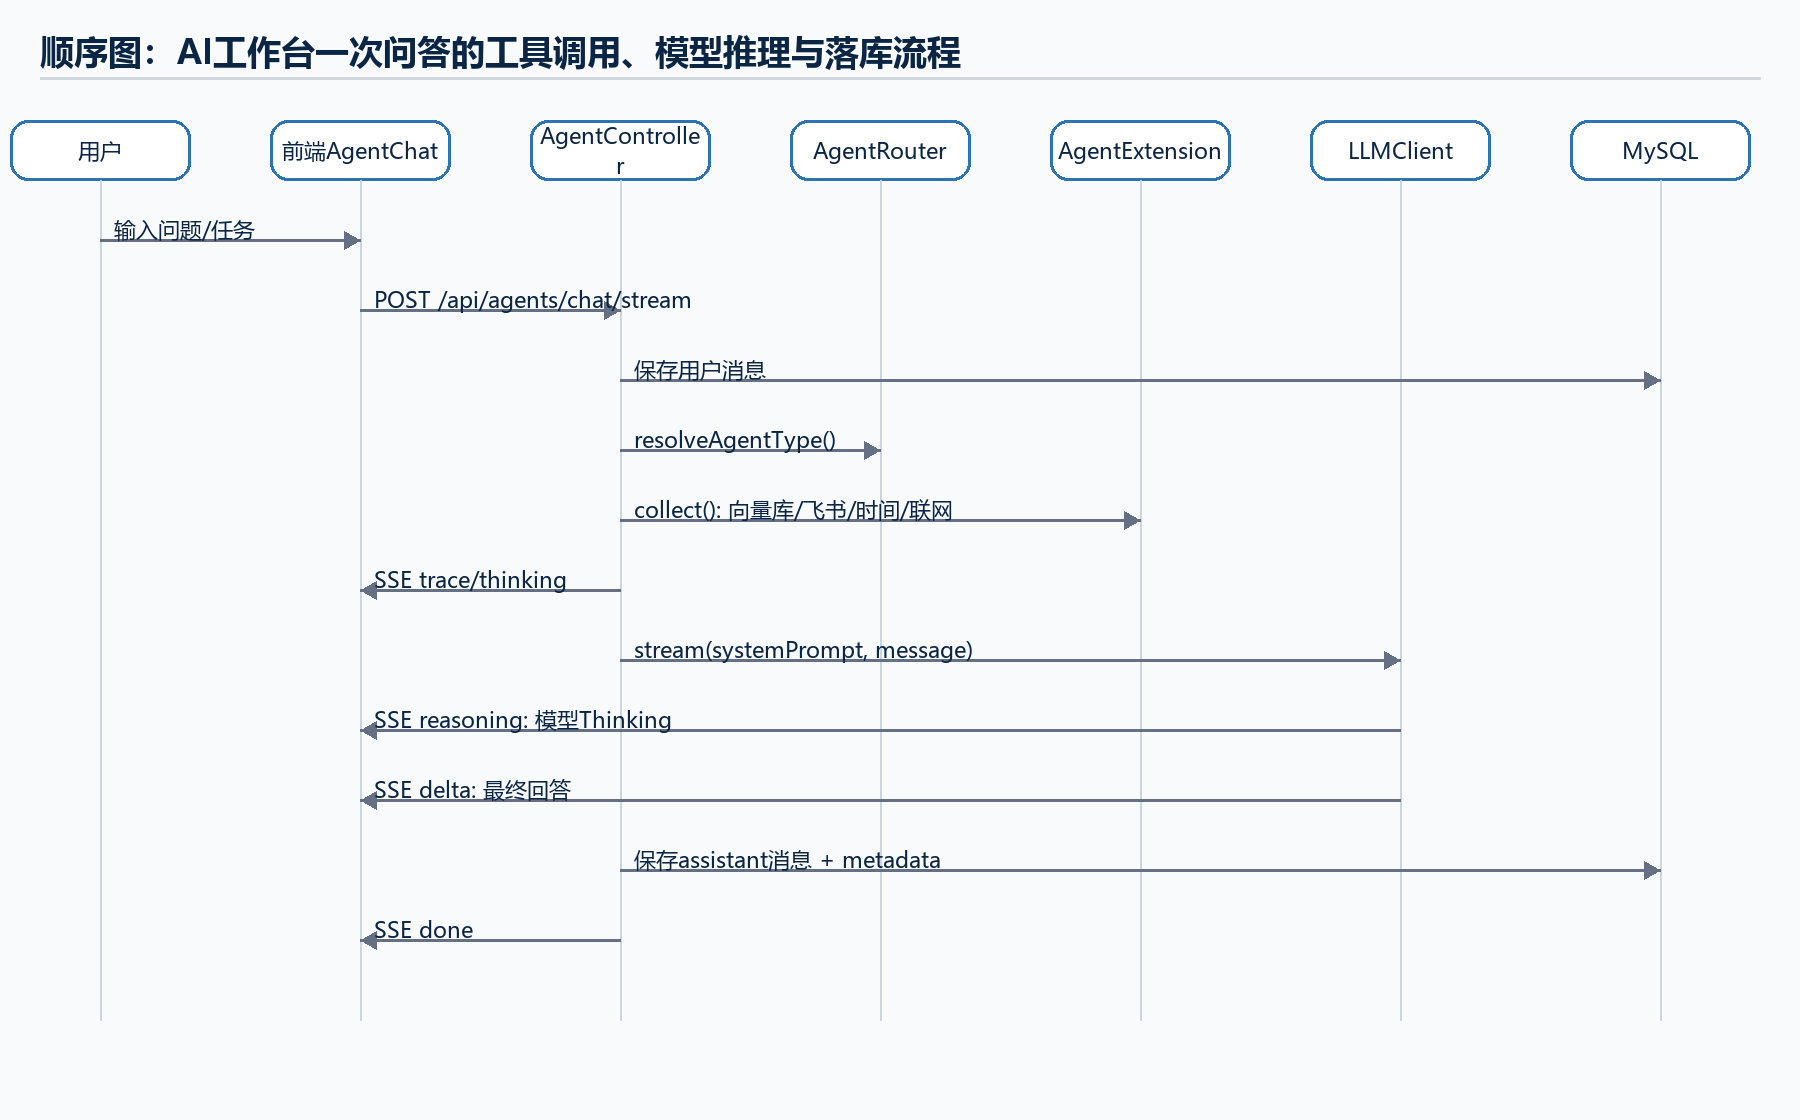 顺序图：AI工作台一次问答的工具调用、模型推理与落库流程
用户
前端AgentChat
AgentControlle
r
AgentRouter
AgentExtension
LLMClient
MySQL
输入问题/任务
POST /api/agents/chat/stream
保存用户消息
resolveAgentType()
collect(): 向量库/飞书/时间/联网
SSE trace/thinking
stream(systemPrompt, message)
SSE reasoning: 模型Thinking
SSE delta: 最终回答
保存assistant消息 + metadata
SSE done